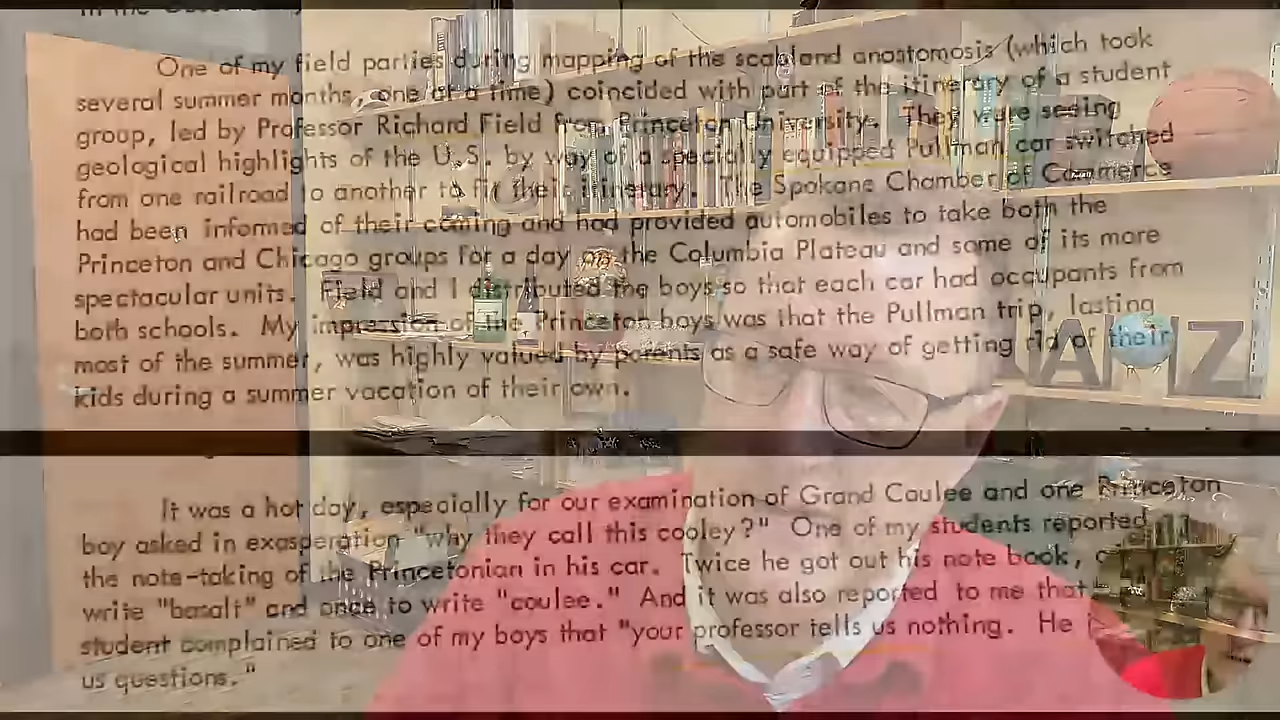 One of my field parties during mapping of the scabland anastomosis (which took
several summer months, one at a time) coincided with part of the itinerary of a student
group, led by Professor Richard Field from Princeton University. They were seeing
geological highlights of the U.S. by way of a specially equipped Pullman car switched
from one railroad to another to fit their itinerary. The Spokane Chamber of Commerce
had been informed of their coming and had provided automobiles to take both the
Princeton and Chicago groups for a day on the Columbia Plateau and some of its more
spectacular units. Field and I distributed the boys so that each car had occupants from
both schools. My impression of the Princeton boys was that the Pullman trip, lasting
most of the summer, was highly valued by parents as a safe way of getting rid of their
kids during a summer vacation of their own.
It was a hot day, especially for our examination of Grand Coulee and one Princeton
boy asked in exasperation "why they call this cooley?" One of my students reported
the note-taking of the Princetonian in his car. Twice he got out his note book,
write "basalt" and once to write "coulee." And it was also reported to me that
student complained to one of my boys that "your professor tells us nothing. He
us questions."